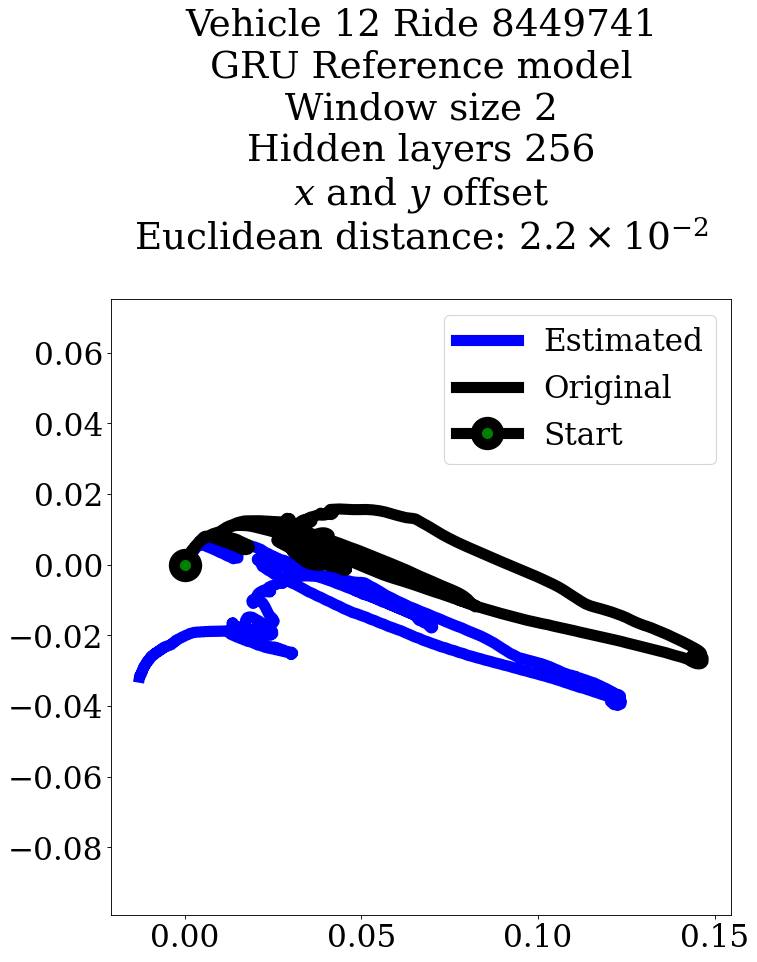 Vehicle 12 Ride 8449741
GRU Reference model
Window size 2
Hidden layers 256
x and y offset
Euclidean distance: 2.2 × 10⁻²
Estimated
Original
Start
0.06
0.04
0.02
0.00
−0.02
−0.04
−0.06
−0.08
0.00 0.05 0.10 0.15